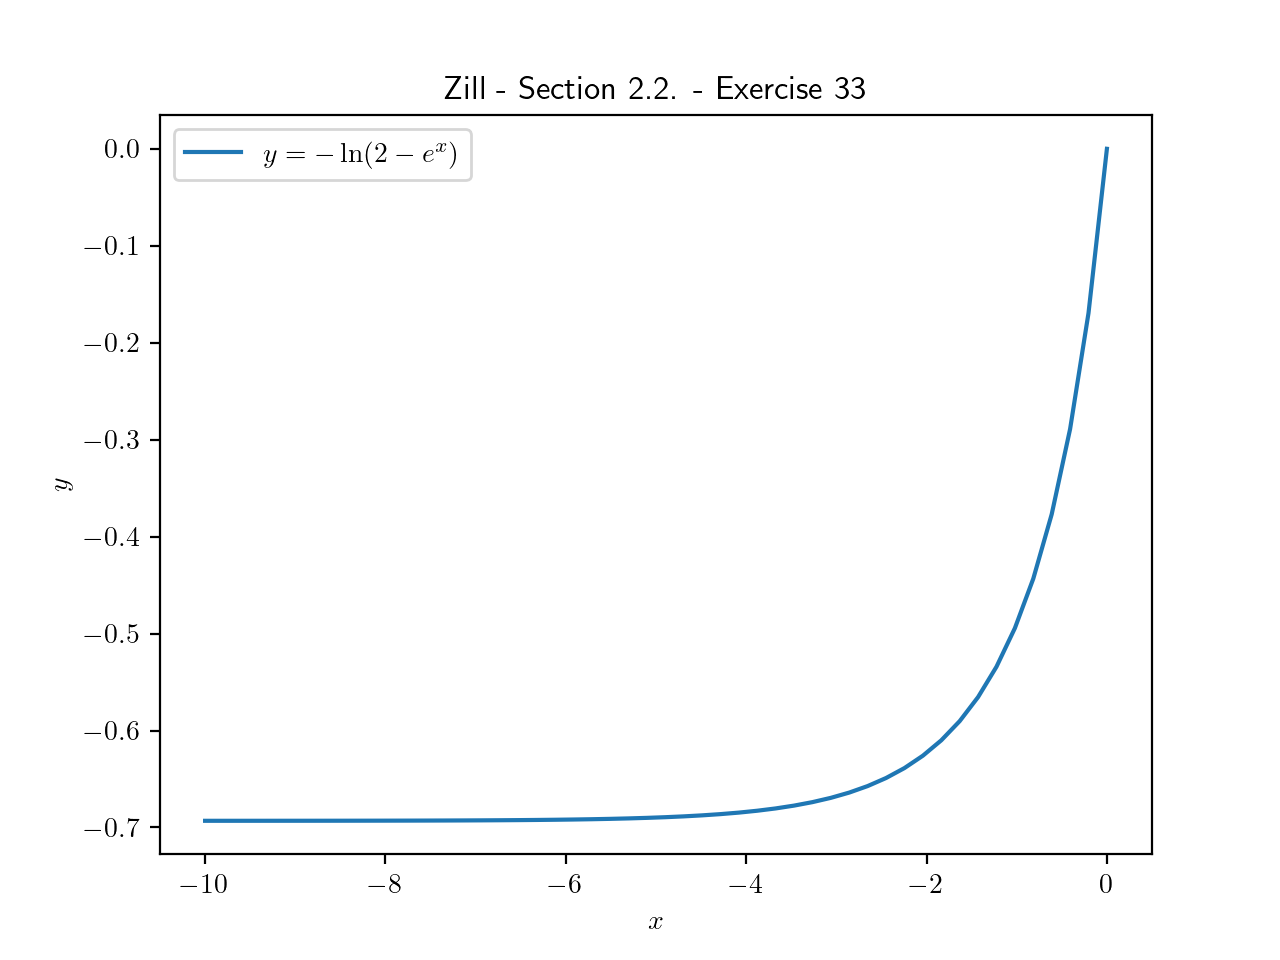 Zill - Section 2.2. - Exercise 33
y = − ln(2 − eˣ)
0.0
−0.1
−0.2
−0.3
−0.4
−0.5
−0.6
−0.7
y
−10 −8 −6 −4 −2 0
x